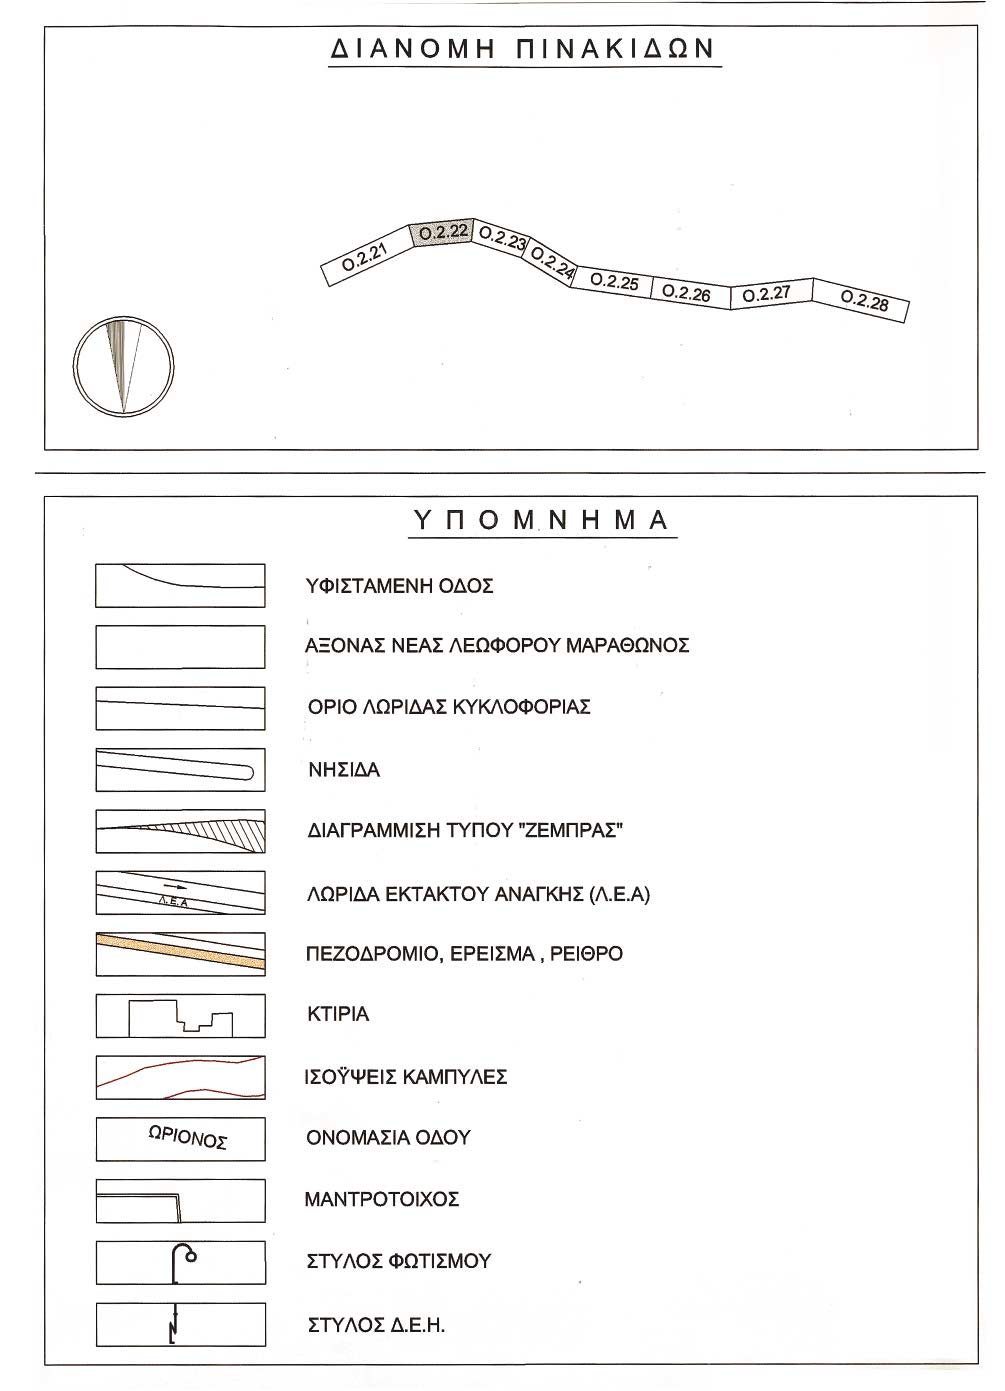 ΔΙΑΝΟΜΗ ΠΙΝΑΚΙΔΩΝ
Ο.2.21
Ο.2.22
Ο.2.23
Ο.2.24
Ο.2.25
Ο.2.26
Ο.2.27
Ο.2.28
ΥΠΟΜΝΗΜΑ
ΥΦΙΣΤΑΜΕΝΗ ΟΔΟΣ
ΑΞΟΝΑΣ ΝΕΑΣ ΛΕΩΦΟΡΟΥ ΜΑΡΑΘΩΝΟΣ
ΟΡΙΟ ΛΩΡΙΔΑΣ ΚΥΚΛΟΦΟΡΙΑΣ
ΝΗΣΙΔΑ
ΔΙΑΓΡΑΜΜΙΣΗ ΤΥΠΟΥ "ΖΕΜΠΡΑΣ"
Λ.Ε.Α
ΛΩΡΙΔΑ ΕΚΤΑΚΤΟΥ ΑΝΑΓΚΗΣ (Λ.Ε.Α)
ΠΕΖΟΔΡΟΜΙΟ, ΕΡΕΙΣΜΑ , ΡΕΙΘΡΟ
ΚΤΙΡΙΑ
ΙΣΟΫΨΕΙΣ ΚΑΜΠΥΛΕΣ
ΩΡΙΟΝΟΣ
ΟΝΟΜΑΣΙΑ ΟΔΟΥ
ΜΑΝΤΡΟΤΟΙΧΟΣ
ΣΤΥΛΟΣ ΦΩΤΙΣΜΟΥ
ΣΤΥΛΟΣ Δ.Ε.Η.